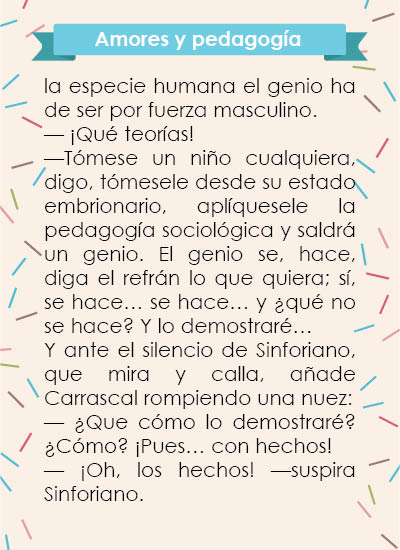 Amores y pedagogía
la especie humana el genio ha
de ser por fuerza masculino.
— ¡Qué teorías!
—Tómese un niño cualquiera,
digo, tómesele desde su estado
embrionario, aplíquesele la
pedagogía sociológica y saldrá
un genio. El genio se, hace,
diga el refrán lo que quiera; sí,
se hace... se hace... y ¿qué no
se hace? Y lo demostraré...
Y ante el silencio de Sinforiano,
que mira y calla, añade
Carrascal rompiendo una nuez:
— ¿Que cómo lo demostraré?
¿Cómo? ¡Pues... con hechos!
— ¡Oh, los hechos! —suspira
Sinforiano.